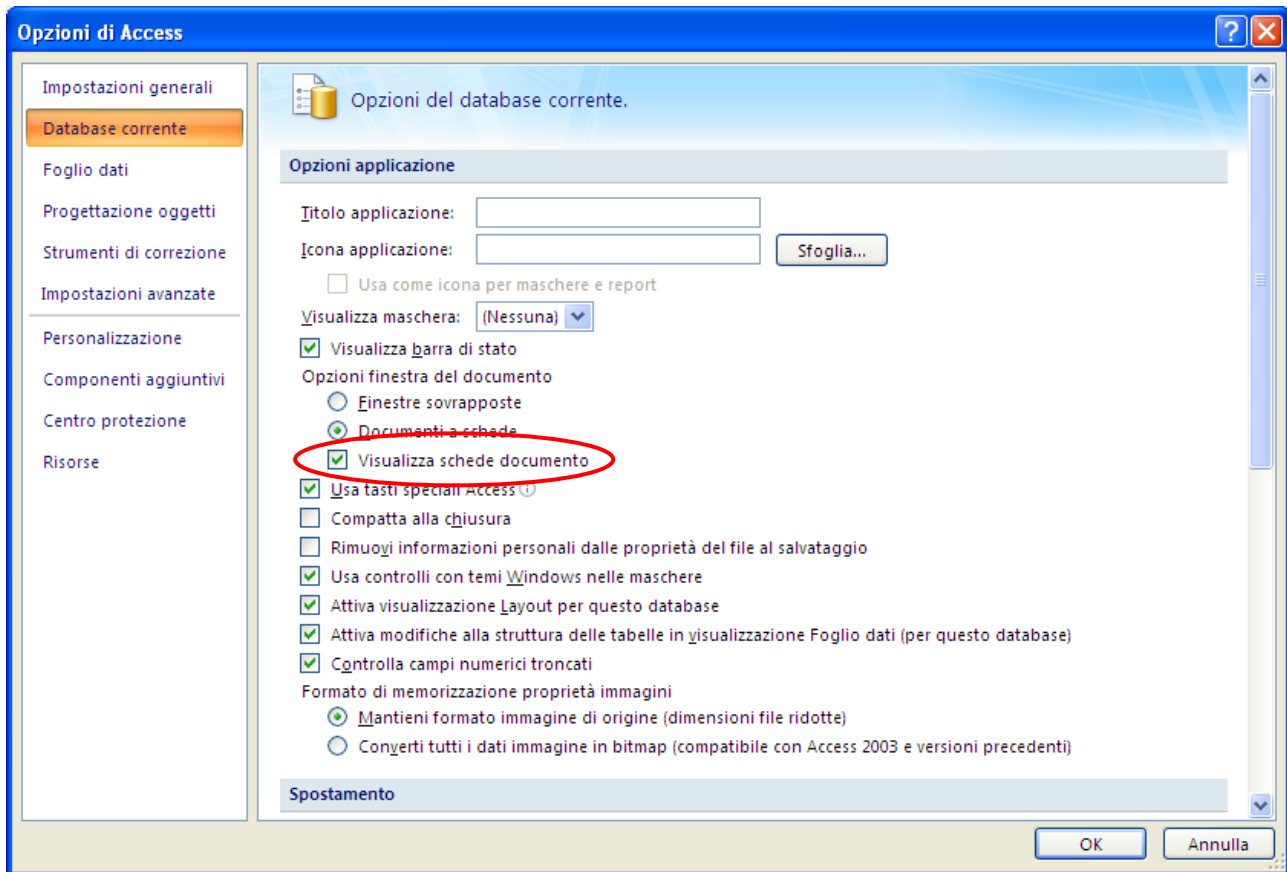 Opzioni di Access
Impostazioni generali
Database corrente
Foglio dati
Progettazione oggetti
Strumenti di correzione
Impostazioni avanzate
Personalizzazione
Componenti aggiuntivi
Centro protezione
Risorse
Opzioni del database corrente.
Opzioni applicazione
Titolo applicazione:
Icona applicazione:
Sfoglia...
Usa come icona per maschere e report
Visualizza maschera: (Nessuna)
Visualizza barra di stato
Opzioni finestra del documento
Finestre sovrapposte
Documenti a schede
Visualizza schede documento
Usa tasti speciali Access
Compatta alla chiusura
Rimuovi informazioni personali dalle proprietà del file al salvataggio
Usa controlli con temi Windows nelle maschere
Attiva visualizzazione Layout per questo database
Attiva modifiche alla struttura delle tabelle in visualizzazione Foglio dati (per questo database)
Controlla campi numerici troncati
Formato di memorizzazione proprietà immagini
Mantieni formato immagine di origine (dimensioni file ridotte)
Converti tutti i dati immagine in bitmap (compatibile con Access 2003 e versioni precedenti)
Spostamento
OK
Annulla